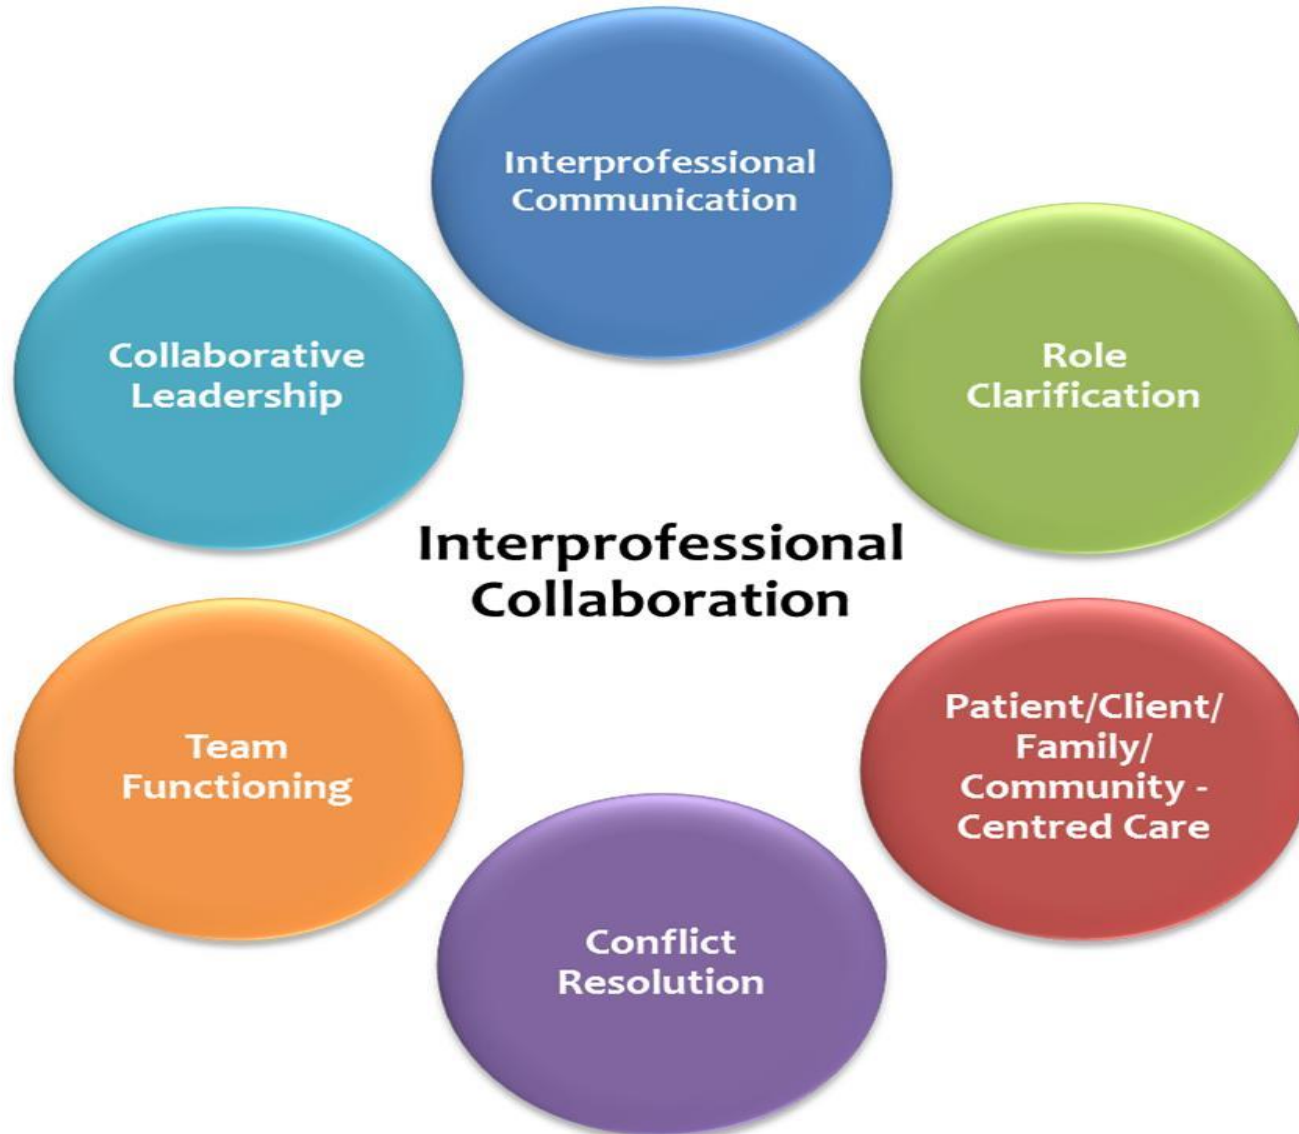 Interprofessional
Communication
Role
Clarification
Patient/Client/
Family/
Community -
Centred Care
Conflict
Resolution
Team
Functioning
Collaborative
Leadership
Interprofessional
Collaboration